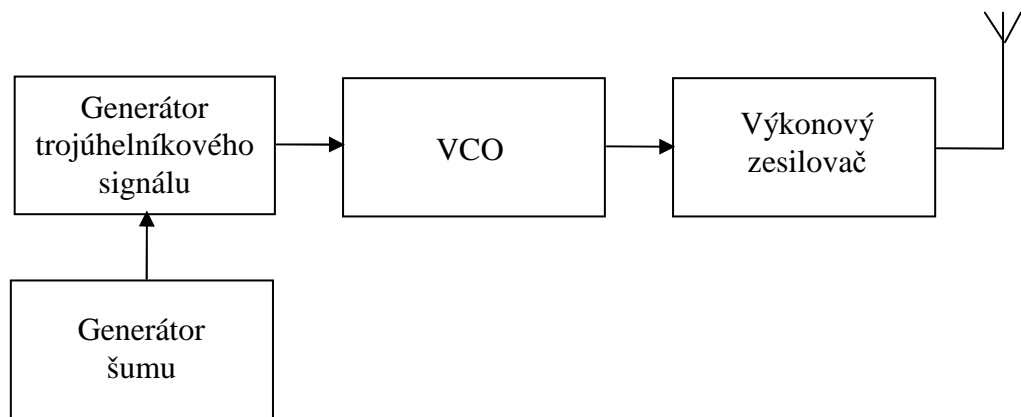 Generátor
trojúhelníkového
signálu
VCO
Výkonový
zesilovač
Generátor
šumu